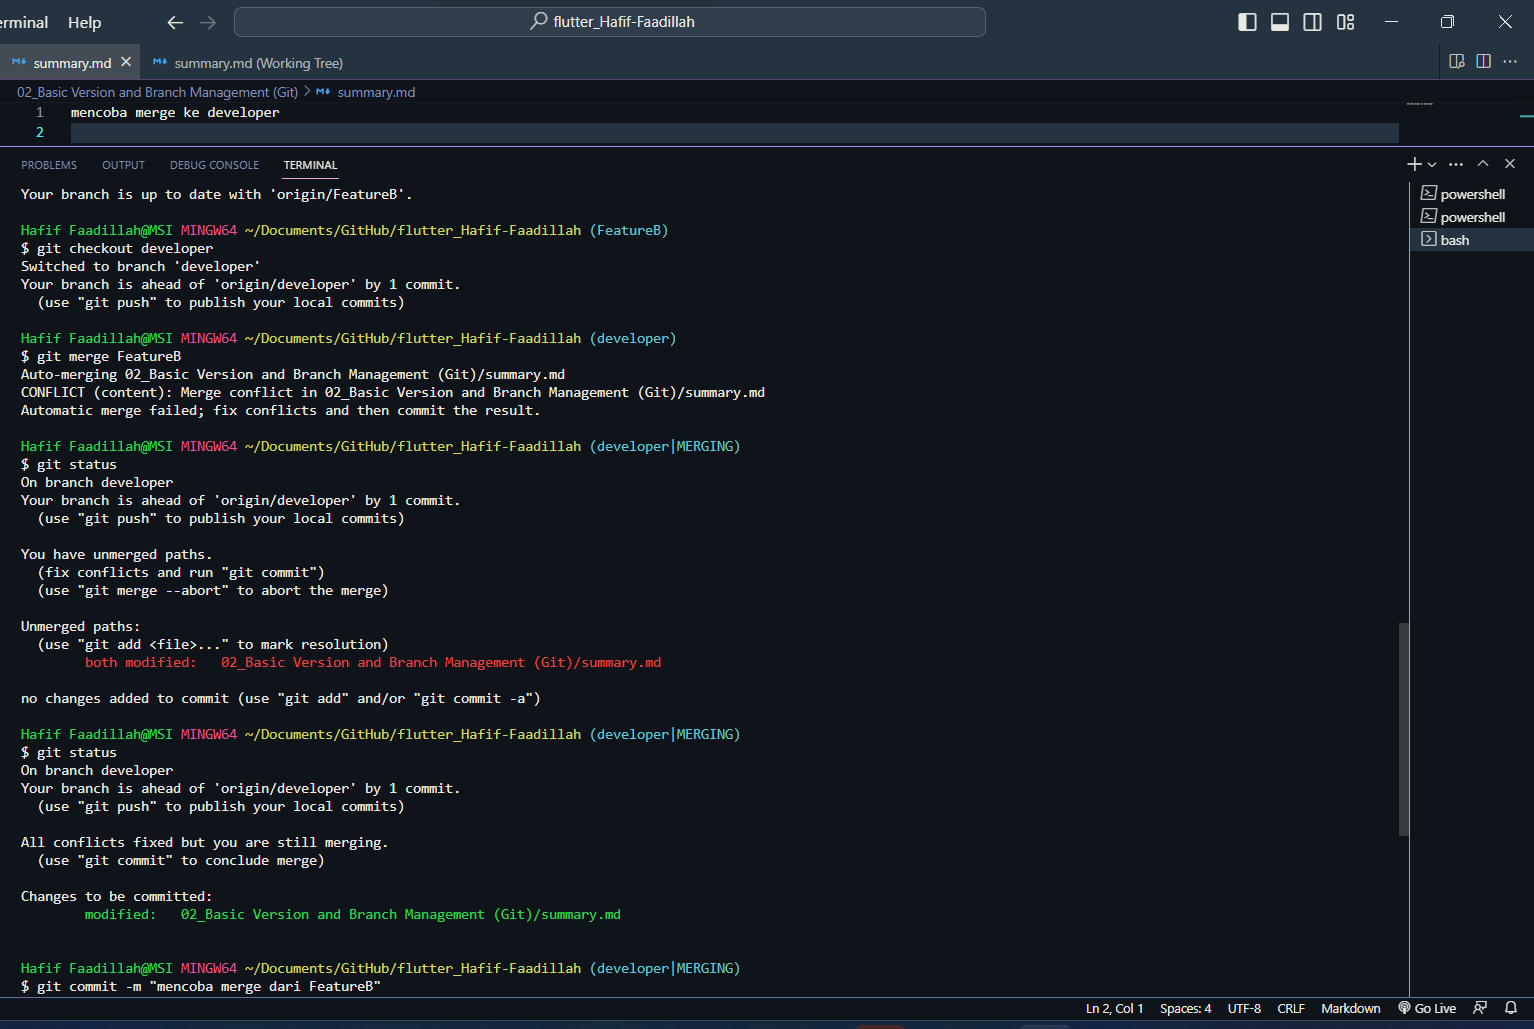 erminal Help
flutter_Hafif-Faadillah
summary.md
summary.md (Working Tree)
02_Basic Version and Branch Management (Git) > summary.md
1 mencoba merge ke developer
2
PROBLEMS OUTPUT DEBUG CONSOLE TERMINAL
Your branch is up to date with 'origin/FeatureB'.
Hafif Faadillah@MSI MINGW64 ~/Documents/GitHub/flutter_Hafif-Faadillah (FeatureB)
$ git checkout developer
Switched to branch 'developer'
Your branch is ahead of 'origin/developer' by 1 commit.
(use "git push" to publish your local commits)
Hafif Faadillah@MSI MINGW64 ~/Documents/GitHub/flutter_Hafif-Faadillah (developer)
$ git merge FeatureB
Auto-merging 02_Basic Version and Branch Management (Git)/summary.md
CONFLICT (content): Merge conflict in 02_Basic Version and Branch Management (Git)/summary.md
Automatic merge failed; fix conflicts and then commit the result.
Hafif Faadillah@MSI MINGW64 ~/Documents/GitHub/flutter_Hafif-Faadillah (developer|MERGING)
$ git status
On branch developer
Your branch is ahead of 'origin/developer' by 1 commit.
(use "git push" to publish your local commits)
You have unmerged paths.
(fix conflicts and run "git commit")
(use "git merge --abort" to abort the merge)
Unmerged paths:
(use "git add <file>..." to mark resolution)
both modified: 02_Basic Version and Branch Management (Git)/summary.md
no changes added to commit (use "git add" and/or "git commit -a")
Hafif Faadillah@MSI MINGW64 ~/Documents/GitHub/flutter_Hafif-Faadillah (developer|MERGING)
$ git status
On branch developer
Your branch is ahead of 'origin/developer' by 1 commit.
(use "git push" to publish your local commits)
All conflicts fixed but you are still merging.
(use "git commit" to conclude merge)
Changes to be committed:
modified: 02_Basic Version and Branch Management (Git)/summary.md
Hafif Faadillah@MSI MINGW64 ~/Documents/GitHub/flutter_Hafif-Faadillah (developer|MERGING)
$ git commit -m "mencoba merge dari FeatureB"
powershell
powershell
bash
Ln 2, Col 1 Spaces: 4 UTF-8 CRLF Markdown Go Live